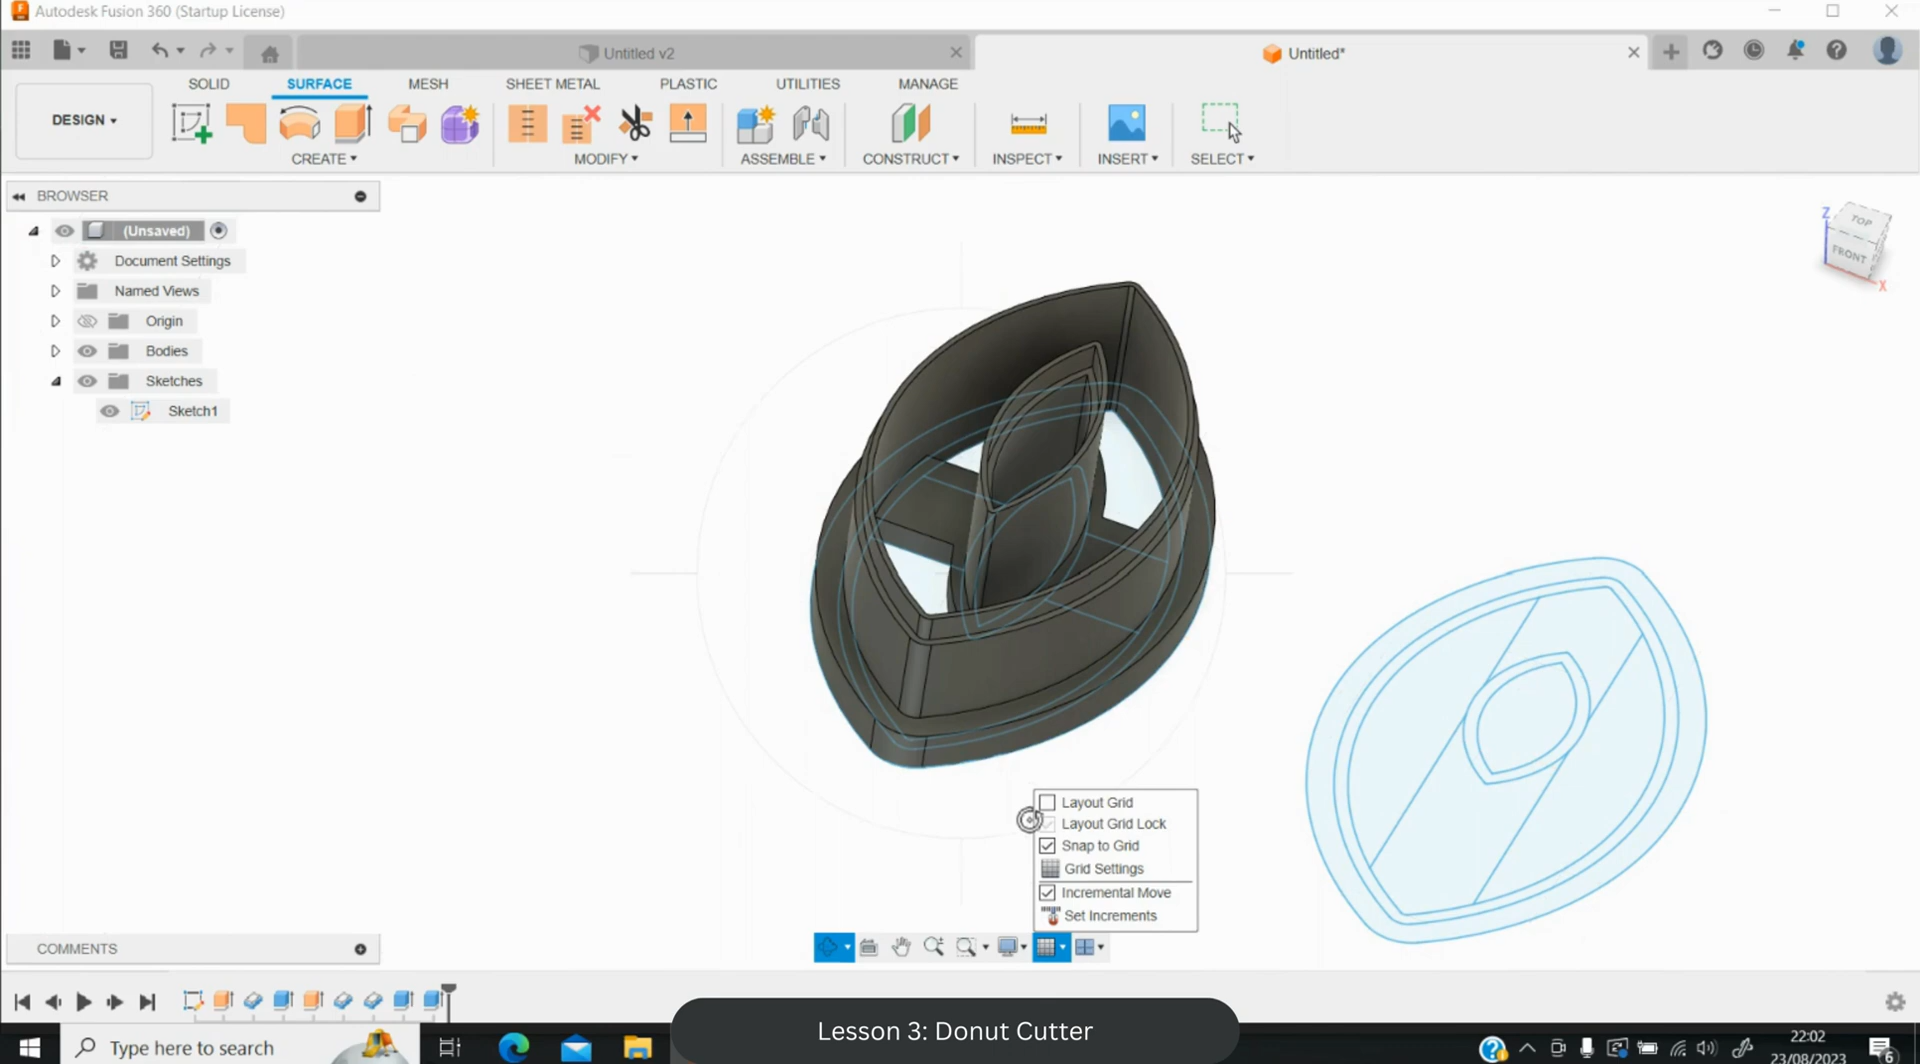 Autodesk Fusion 360 (Startup License)
Untitled v2
Untitled*
SOLID
SURFACE
MESH
SHEET METAL
PLASTIC
UTILITIES
MANAGE
DESIGN
CREATE
MODIFY
ASSEMBLE
CONSTRUCT
INSPECT
INSERT
SELECT
BROWSER
(Unsaved)
Document Settings
Named Views
Origin
Bodies
Sketches
Sketch1
Z
TOP
FRONT
X
Layout Grid
Layout Grid Lock
Snap to Grid
Grid Settings
Incremental Move
Set Increments
COMMENTS
Lesson 3: Donut Cutter
Type here to search
22:02
23/08/2023
6